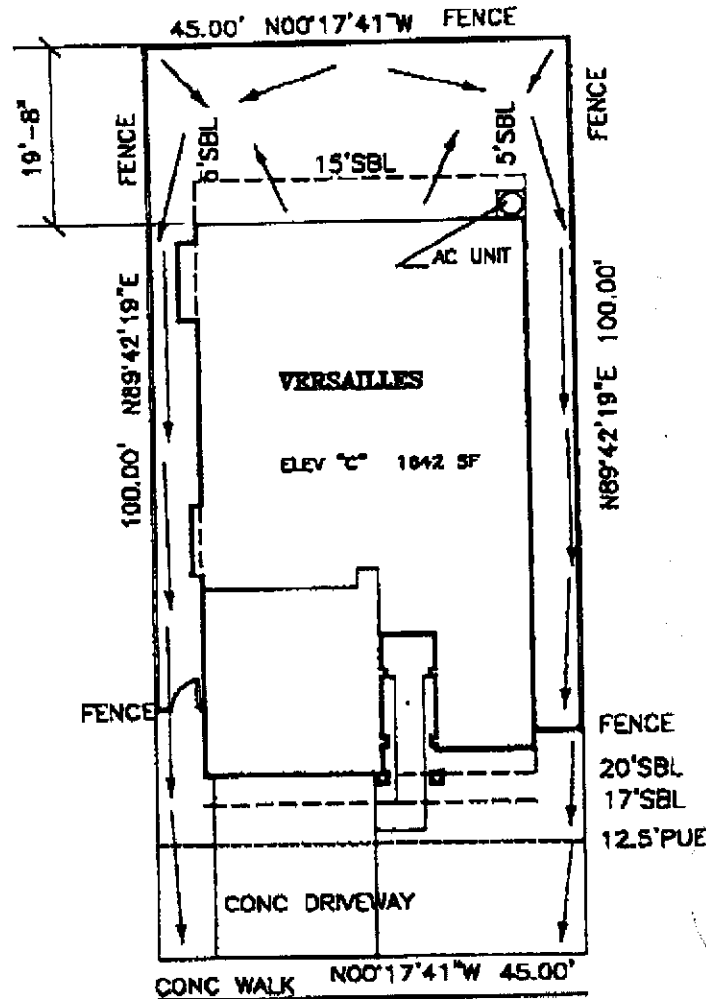 45.00' N00°17'41"W FENCE
19'-8"
FENCE
5'SBL
15'SBL
5'SBL
FENCE
AC UNIT
100.00' N89°42'19"E
VERSAILLES
N89°42'19"E 100.00'
ELEV "C" 1842 SF
FENCE
FENCE
20'SBL
17'SBL
12.5'PUE
CONC DRIVEWAY
CONC WALK N00°17'41"W 45.00'